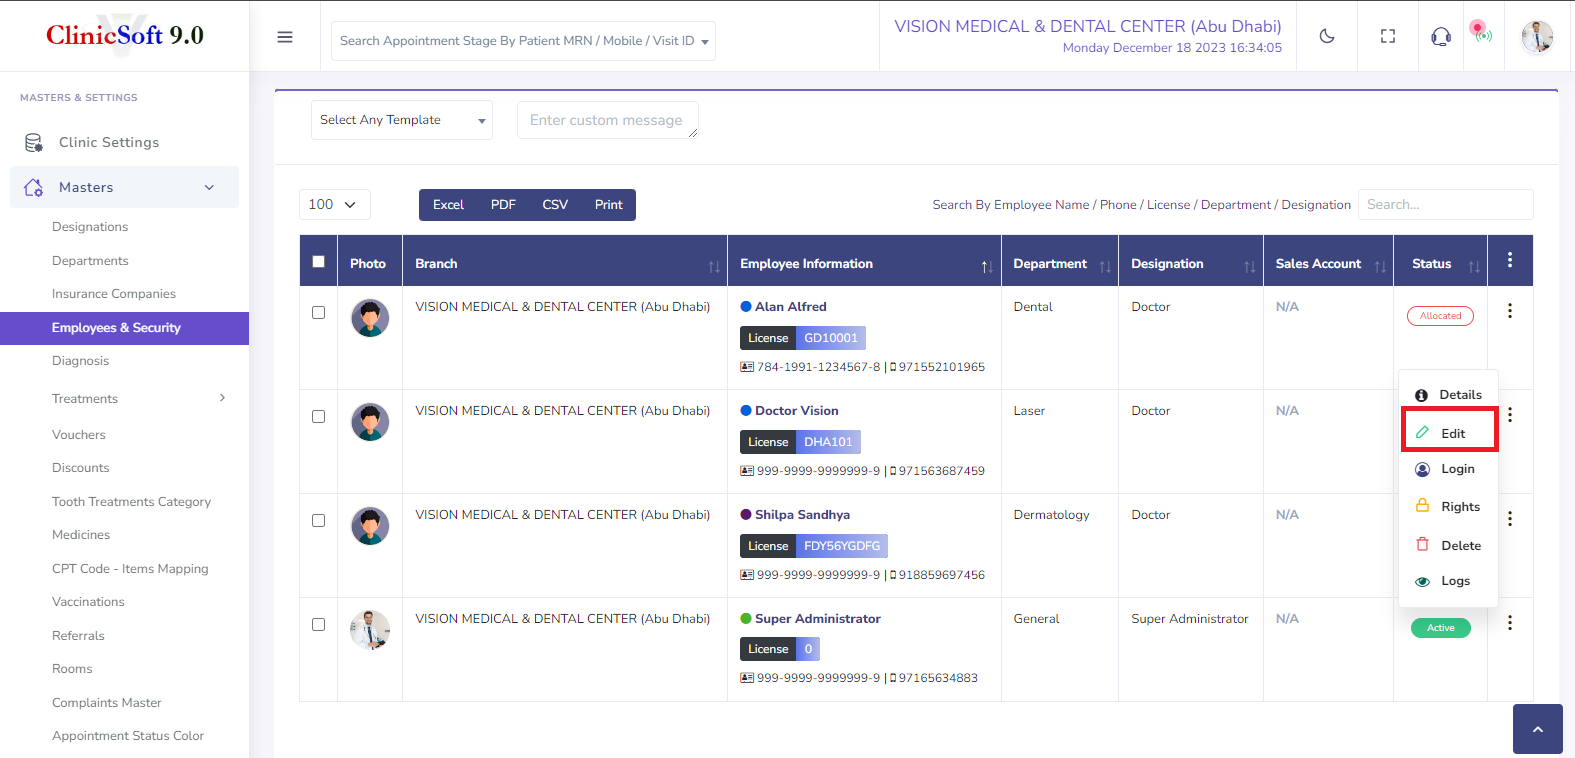 ClinicSoft 9.0
Search Appointment Stage By Patient MRN / Mobile / Visit ID
VISION MEDICAL & DENTAL CENTER (Abu Dhabi)
Monday December 18 2023 16:34:05
MASTERS & SETTINGS
Clinic Settings
Masters
Designations
Departments
Insurance Companies
Employees & Security
Diagnosis
Treatments
Vouchers
Discounts
Tooth Treatments Category
Medicines
CPT Code - Items Mapping
Vaccinations
Referrals
Rooms
Complaints Master
Appointment Status Color
Select Any Template
Enter custom message
100
Excel PDF CSV Print
Search By Employee Name / Phone / License / Department / Designation
Search...
Photo Branch Employee Information Department Designation Sales Account Status
VISION MEDICAL & DENTAL CENTER (Abu Dhabi) Alan Alfred Dental Doctor N/A Allocated
License GD10001
784-1991-1234567-8 | 971552101965
VISION MEDICAL & DENTAL CENTER (Abu Dhabi) Doctor Vision Laser Doctor N/A
License DHA101
999-9999-9999999-9 | 971563687459
VISION MEDICAL & DENTAL CENTER (Abu Dhabi) Shilpa Sandhya Dermatology Doctor N/A
License FDY56YGDFG
999-9999-9999999-9 | 918859697456
VISION MEDICAL & DENTAL CENTER (Abu Dhabi) Super Administrator General Super Administrator N/A Active
License 0
999-9999-9999999-9 | 97165634883
Details
Edit
Login
Rights
Delete
Logs